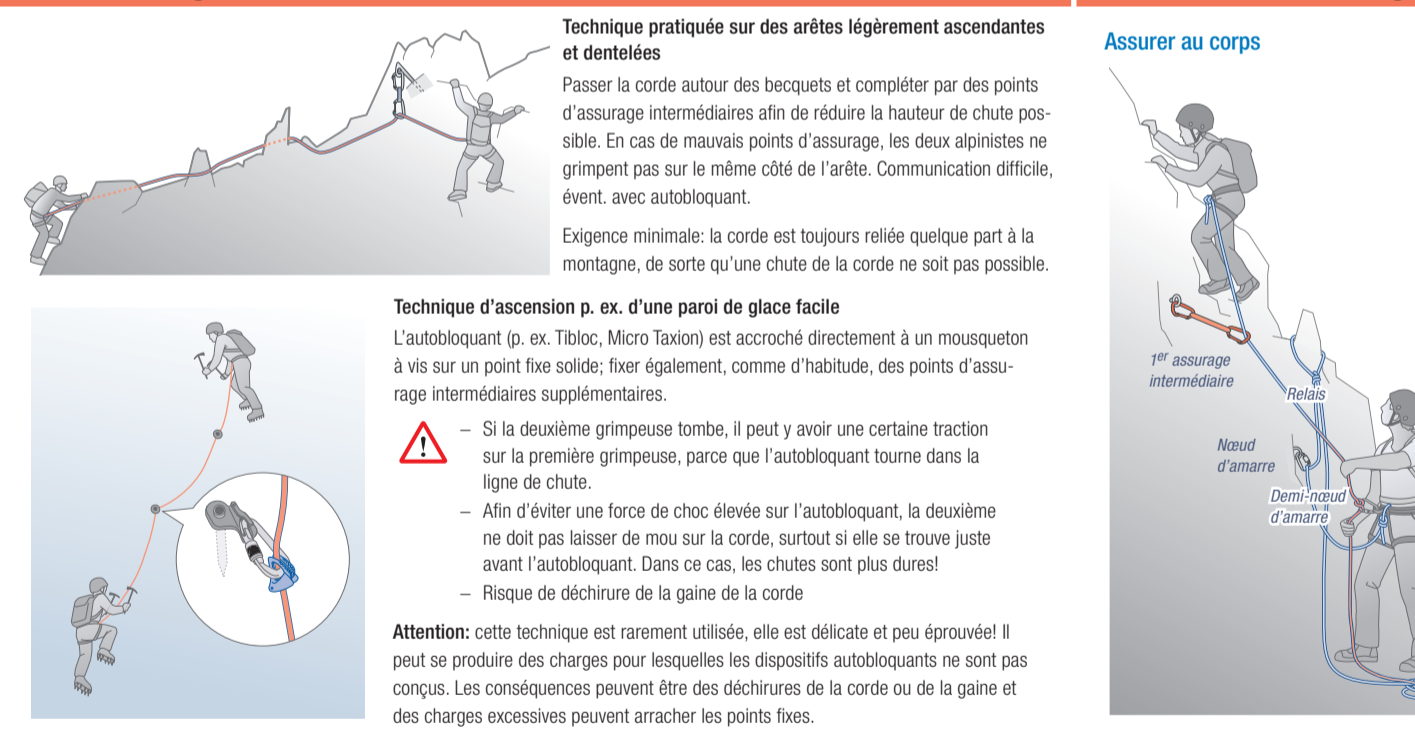 Technique pratiquée sur des arêtes légèrement ascendantes
et dentelées
Passer la corde autour des becquets et compléter par des points
d'assurage intermédiaires afin de réduire la hauteur de chute pos-
sible. En cas de mauvais points d'assurage, les deux alpinistes ne
grimpent pas sur le même côté de l'arête. Communication difficile,
évent. avec autobloquant.
Exigence minimale: la corde est toujours reliée quelque part à la
montagne, de sorte qu'une chute de la corde ne soit pas possible.
Technique d'ascension p. ex. d'une paroi de glace facile
L'autobloquant (p. ex. Tibloc, Micro Taxion) est accroché directement à un mousqueton
à vis sur un point fixe solide; fixer également, comme d'habitude, des points d'assu-
rage intermédiaires supplémentaires.
– Si la deuxième grimpeuse tombe, il peut y avoir une certaine traction
sur la première grimpeuse, parce que l'autobloquant tourne dans la
ligne de chute.
– Afin d'éviter une force de choc élevée sur l'autobloquant, la deuxième
ne doit pas laisser de mou sur la corde, surtout si elle se trouve juste
avant l'autobloquant. Dans ce cas, les chutes sont plus dures!
– Risque de déchirure de la gaine de la corde
Attention: cette technique est rarement utilisée, elle est délicate et peu éprouvée! Il
peut se produire des charges pour lesquelles les dispositifs autobloquants ne sont pas
conçus. Les conséquences peuvent être des déchirures de la corde ou de la gaine et
des charges excessives peuvent arracher les points fixes.
Assurer au corps
1er assurage
intermédiaire
Relais
Nœud
d'amarre
Demi-nœud
d'amarre